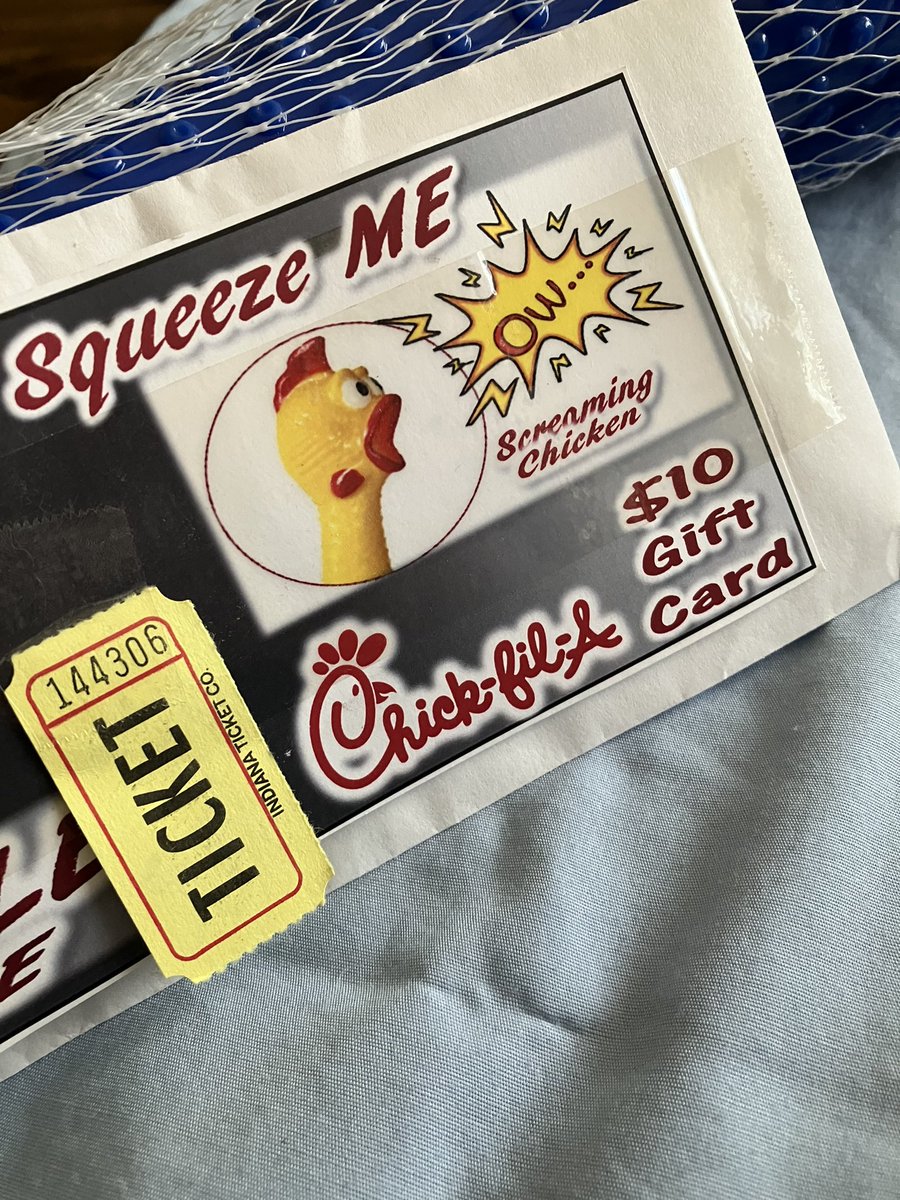 Squeeze ME
OW...
Screaming
Chicken
$10
Gift
Card
Chick-fil-A
144306
TICKET
INDIANA TICKET CO.